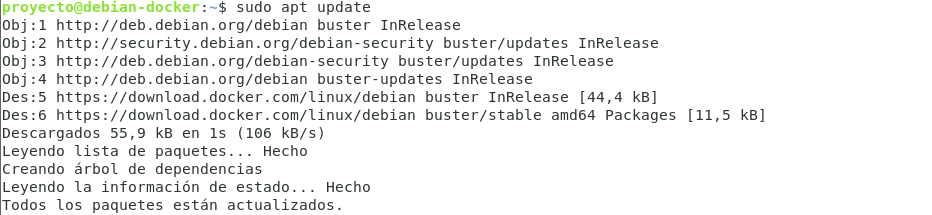 proyecto@debian-docker:~$ sudo apt update
Obj:1 http://deb.debian.org/debian buster InRelease
Obj:2 http://security.debian.org/debian-security buster/updates InRelease
Obj:3 http://deb.debian.org/debian-security buster/updates InRelease
Obj:4 http://deb.debian.org/debian buster-updates InRelease
Des:5 https://download.docker.com/linux/debian buster InRelease [44,4 kB]
Des:6 https://download.docker.com/linux/debian buster/stable amd64 Packages [11,5 kB]
Descargados 55,9 kB en 1s (106 kB/s)
Leyendo lista de paquetes... Hecho
Creando árbol de dependencias
Leyendo la información de estado... Hecho
Todos los paquetes están actualizados.